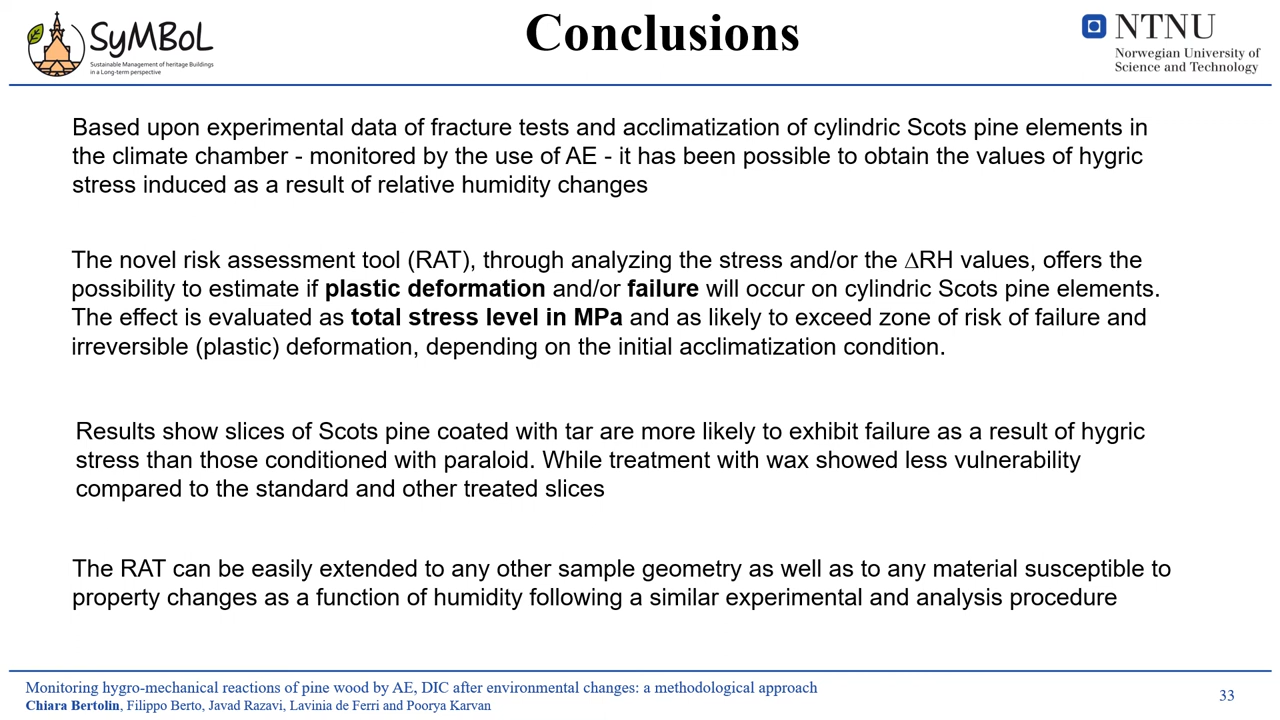 SyMBoL
Sustainable Management of heritage Buildings
in a Long-term perspective
Conclusions
NTNU
Norwegian University of
Science and Technology
Based upon experimental data of fracture tests and acclimatization of cylindric Scots pine elements in
the climate chamber - monitored by the use of AE - it has been possible to obtain the values of hygric
stress induced as a result of relative humidity changes
The novel risk assessment tool (RAT), through analyzing the stress and/or the ∆RH values, offers the
possibility to estimate if plastic deformation and/or failure will occur on cylindric Scots pine elements.
The effect is evaluated as total stress level in MPa and as likely to exceed zone of risk of failure and
irreversible (plastic) deformation, depending on the initial acclimatization condition.
Results show slices of Scots pine coated with tar are more likely to exhibit failure as a result of hygric
stress than those conditioned with paraloid. While treatment with wax showed less vulnerability
compared to the standard and other treated slices
The RAT can be easily extended to any other sample geometry as well as to any material susceptible to
property changes as a function of humidity following a similar experimental and analysis procedure
Monitoring hygro-mechanical reactions of pine wood by AE, DIC after environmental changes: a methodological approach
Chiara Bertolin, Filippo Berto, Javad Razavi, Lavinia de Ferri and Poorya Karvan
33